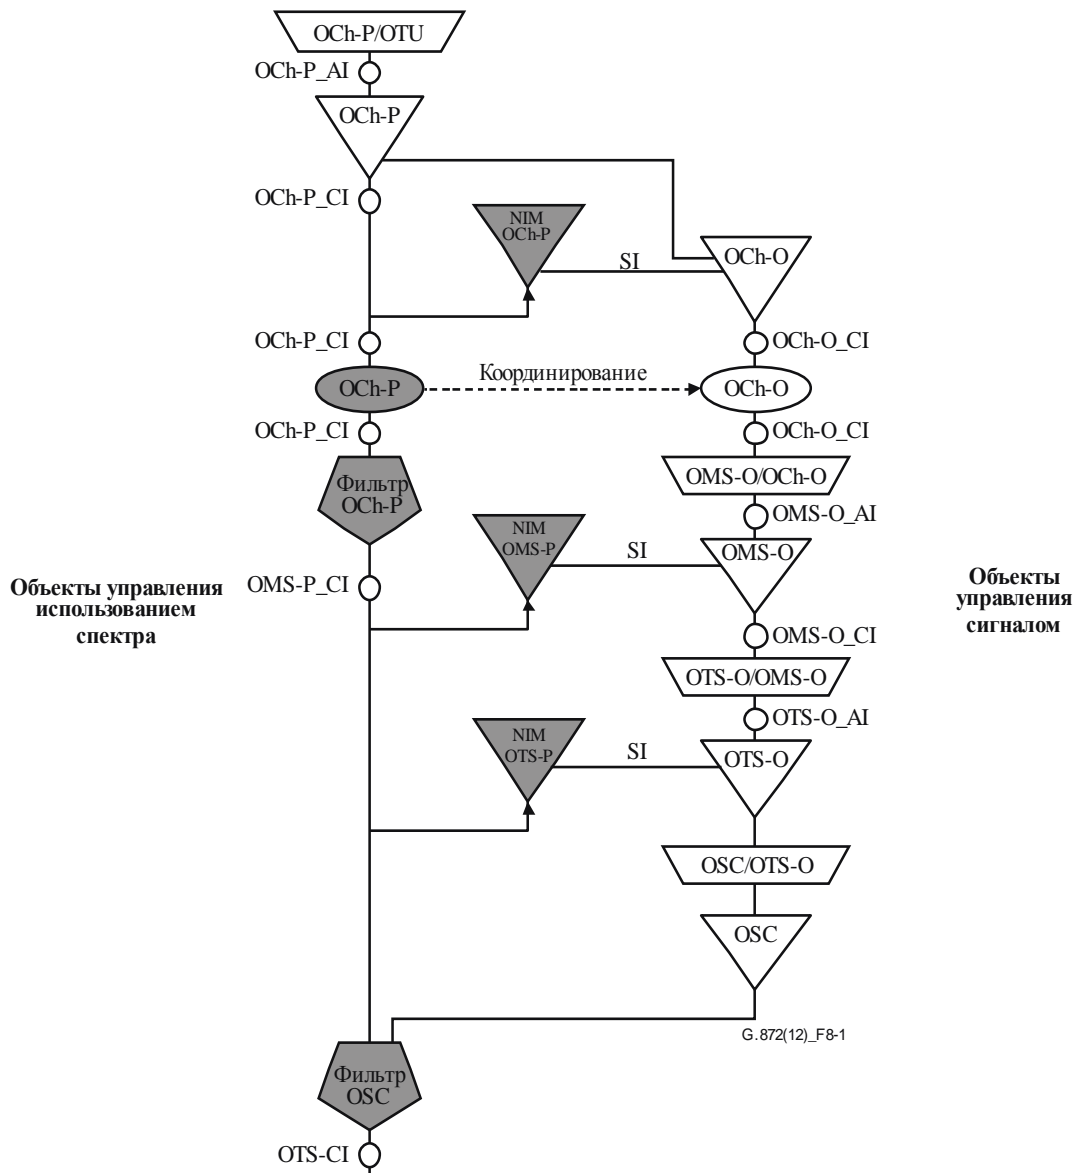 OCh-P/OTU
OCh-P_AI
OCh-P
OCh-P_CI
NIM
OCh-P
SI
OCh-O
OCh-P_CI
OCh-O_CI
OCh-P
Координирование
OCh-O
OCh-P_CI
OCh-O_CI
Фильтр
OCh-P
OMS-O/OCh-O
OMS-O_AI
NIM
OMS-P
SI
OMS-O
Объекты управления
использованием
спектра
OMS-P_CI
Объекты
управления
сигналом
OMS-O_CI
OTS-O/OMS-O
OTS-O_AI
NIM
OTS-P
SI
OTS-O
OSC/OTS-O
OSC
G.872(12)_F8-1
Фильтр
OSC
OTS-CI